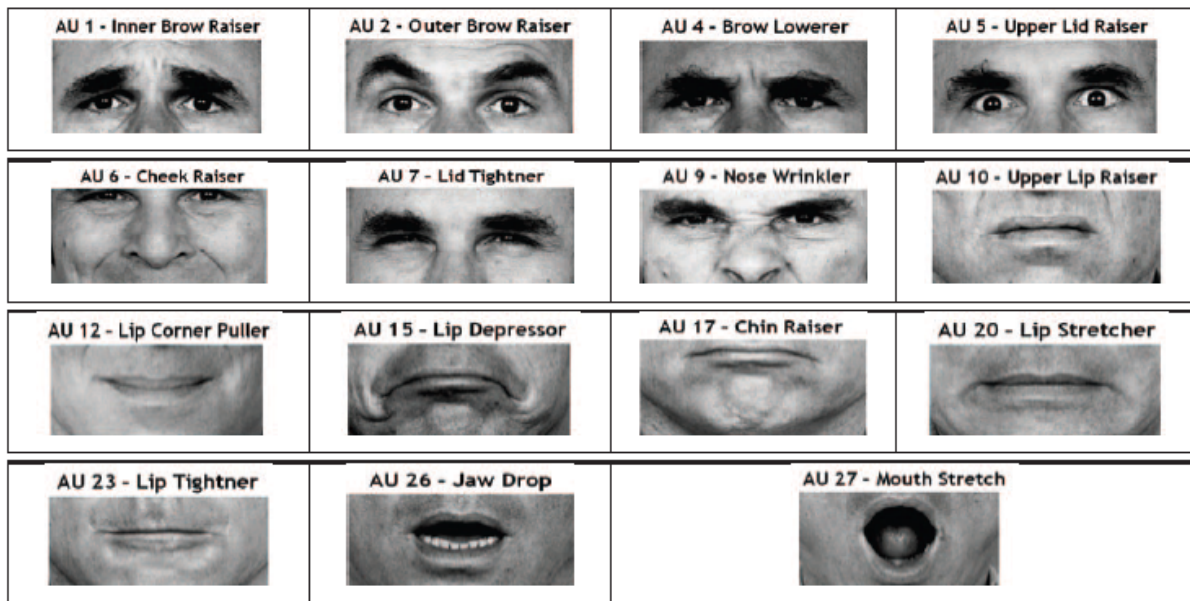 AU 1 - Inner Brow Raiser
AU 2 - Outer Brow Raiser
AU 4 - Brow Lowerer
AU 5 - Upper Lid Raiser
AU 6 - Cheek Raiser
AU 7 - Lid Tightner
AU 9 - Nose Wrinkler
AU 10 - Upper Lip Raiser
AU 12 - Lip Corner Puller
AU 15 - Lip Depressor
AU 17 - Chin Raiser
AU 20 - Lip Stretcher
AU 23 - Lip Tightner
AU 26 - Jaw Drop
AU 27 - Mouth Stretch